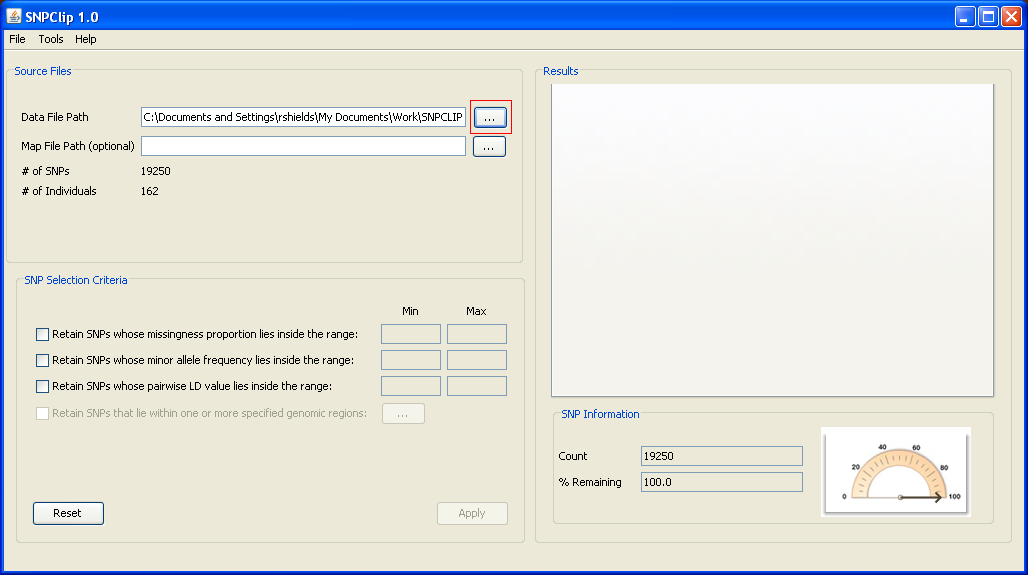 SNPClip 1.0
File Tools Help
Source Files
Data File Path C:\Documents and Settings\rshields\My Documents\Work\SNPCLIP ...
Map File Path (optional) ...
# of SNPs 19250
# of Individuals 162
SNP Selection Criteria
Min Max
Retain SNPs whose missingness proportion lies inside the range:
Retain SNPs whose minor allele frequency lies inside the range:
Retain SNPs whose pairwise LD value lies inside the range:
Retain SNPs that lie within one or more specified genomic regions: ...
Reset Apply
Results
SNP Information
Count 19250
% Remaining 100.0
0 20 40 60 80 100